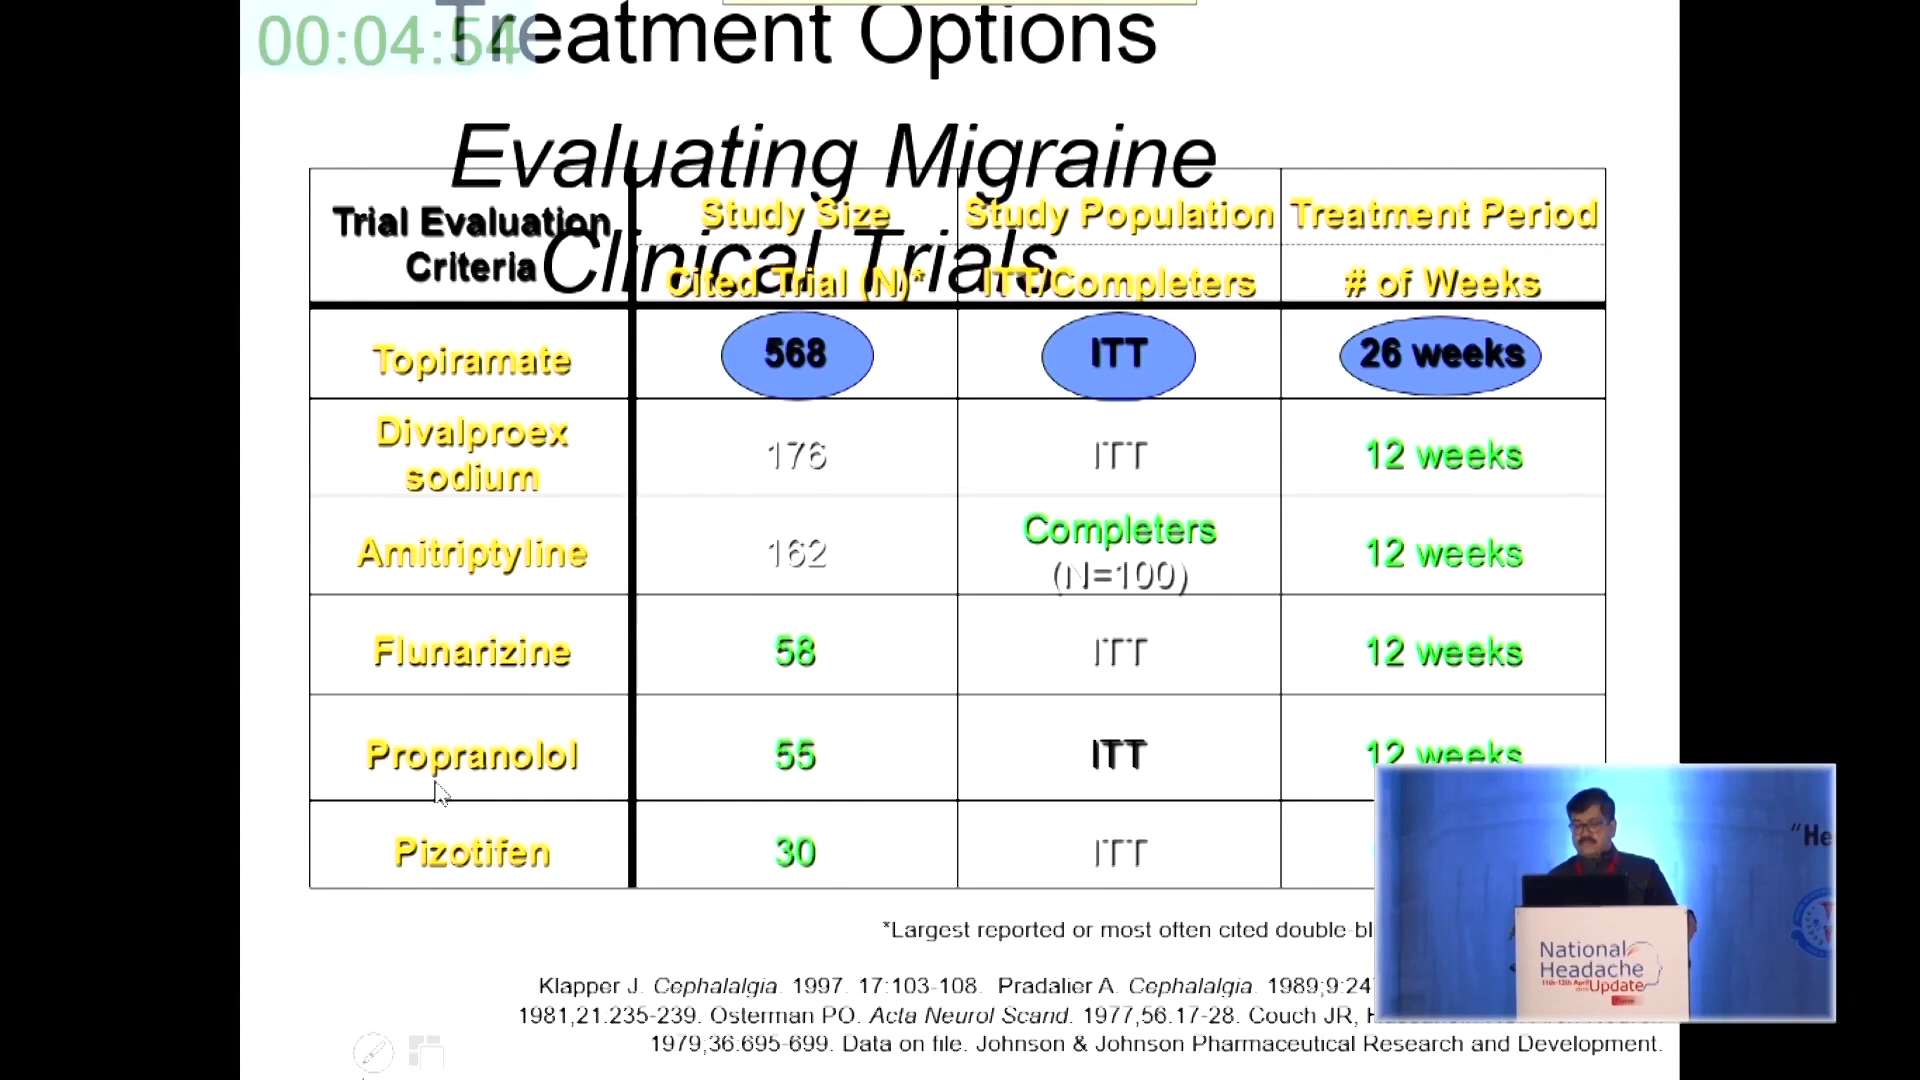 00:04:54
Treatment Options
Evaluating Migraine
Clinical Trials
Trial Evaluation
Criteria
Study Size
Study Population
Treatment Period
Cited Trial (N)*
ITT/Completers
# of Weeks
Topiramate
568
ITT
26 weeks
Divalproex
sodium
176
ITT
12 weeks
Amitriptyline
162
Completers
(N=100)
12 weeks
Flunarizine
58
ITT
12 weeks
Propranolol
55
ITT
12 weeks
Pizotifen
30
ITT
*Largest reported or most often cited double-bl
Klapper J. Cephalalgia. 1997. 17:103-108. Pradalier A. Cephalalgia. 1989;9:24
1981,21.235-239. Osterman PO. Acta Neurol Scand. 1977,56.17-28. Couch JR,
1979,36:695-699. Data on file. Johnson & Johnson Pharmaceutical Research and Development.
"He
National
Headache
Update